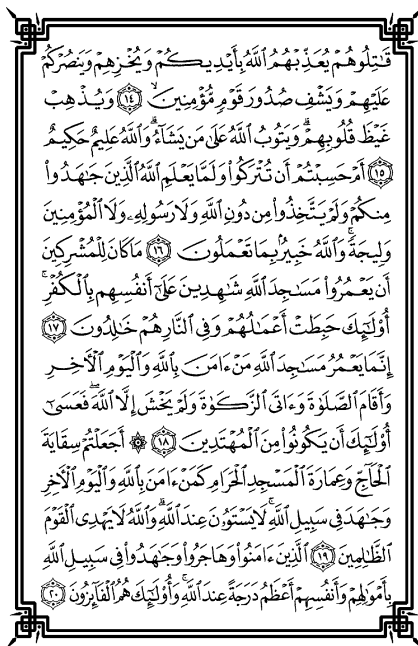 قَٰتِلُوهُمْ يُعَذِّبْهُمُ ٱللَّهُ بِأَيْدِيكُمْ وَيُخْزِهِمْ وَيَنصُرْكُمْ
عَلَيْهِمْ وَيَشْفِ صُدُورَ قَوْمٍ مُّؤْمِنِينَ ۙ ١٤ وَيُذْهِبْ
غَيْظَ قُلُوبِهِمْ ۗ وَيَتُوبُ ٱللَّهُ عَلَىٰ مَن يَشَآءُ ۗ وَٱللَّهُ عَلِيمٌ حَكِيمٌ
١٥ أَمْ حَسِبْتُمْ أَن تُتْرَكُوا۟ وَلَمَّا يَعْلَمِ ٱللَّهُ ٱلَّذِينَ جَٰهَدُوا۟
مِنكُمْ وَلَمْ يَتَّخِذُوا۟ مِن دُونِ ٱللَّهِ وَلَا رَسُولِهِۦ وَلَا ٱلْمُؤْمِنِينَ
وَلِيجَةً ۚ وَٱللَّهُ خَبِيرٌۢ بِمَا تَعْمَلُونَ ١٦ مَا كَانَ لِلْمُشْرِكِينَ
أَن يَعْمُرُوا۟ مَسَٰجِدَ ٱللَّهِ شَٰهِدِينَ عَلَىٰٓ أَنفُسِهِم بِٱلْكُفْرِ ۚ
أُو۟لَٰٓئِكَ حَبِطَتْ أَعْمَٰلُهُمْ وَفِى ٱلنَّارِ هُمْ خَٰلِدُونَ ١٧
إِنَّمَا يَعْمُرُ مَسَٰجِدَ ٱللَّهِ مَنْ ءَامَنَ بِٱللَّهِ وَٱلْيَوْمِ ٱلْـَٔاخِرِ
وَأَقَامَ ٱلصَّلَوٰةَ وَءَاتَى ٱلزَّكَوٰةَ وَلَمْ يَخْشَ إِلَّا ٱللَّهَ ۖ فَعَسَىٰٓ
أُو۟لَٰٓئِكَ أَن يَكُونُوا۟ مِنَ ٱلْمُهْتَدِينَ ١٨ ۞ أَجَعَلْتُمْ سِقَايَةَ
ٱلْحَآجِّ وَعِمَارَةَ ٱلْمَسْجِدِ ٱلْحَرَامِ كَمَنْ ءَامَنَ بِٱللَّهِ وَٱلْيَوْمِ ٱلْـَٔاخِرِ
وَجَٰهَدَ فِى سَبِيلِ ٱللَّهِ ۚ لَا يَسْتَوُۥنَ عِندَ ٱللَّهِ ۗ وَٱللَّهُ لَا يَهْدِى ٱلْقَوْمَ
ٱلظَّٰلِمِينَ ١٩ ٱلَّذِينَ ءَامَنُوا۟ وَهَاجَرُوا۟ وَجَٰهَدُوا۟ فِى سَبِيلِ ٱللَّهِ
بِأَمْوَٰلِهِمْ وَأَنفُسِهِمْ أَعْظَمُ دَرَجَةً عِندَ ٱللَّهِ ۚ وَأُو۟لَٰٓئِكَ هُمُ ٱلْفَآئِزُونَ ٢٠